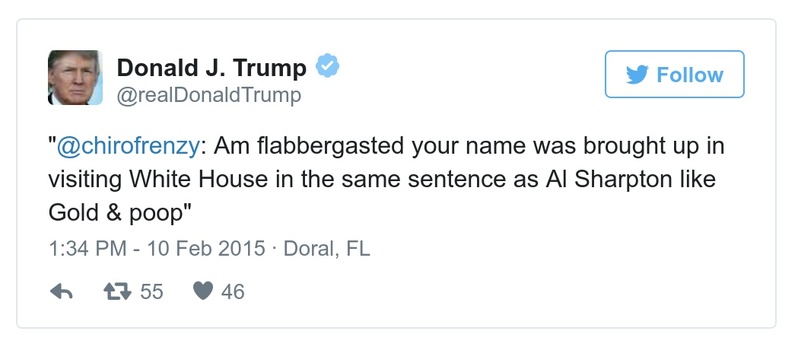 Donald J. Trump
Follow
@realDonaldTrump
"@chirofrenzy: Am flabbergasted your name was brought up in
visiting White House in the same sentence as Al Sharpton like
Gold & poop"
1:34 PM - 10 Feb 2015 · Doral, FL
55 46